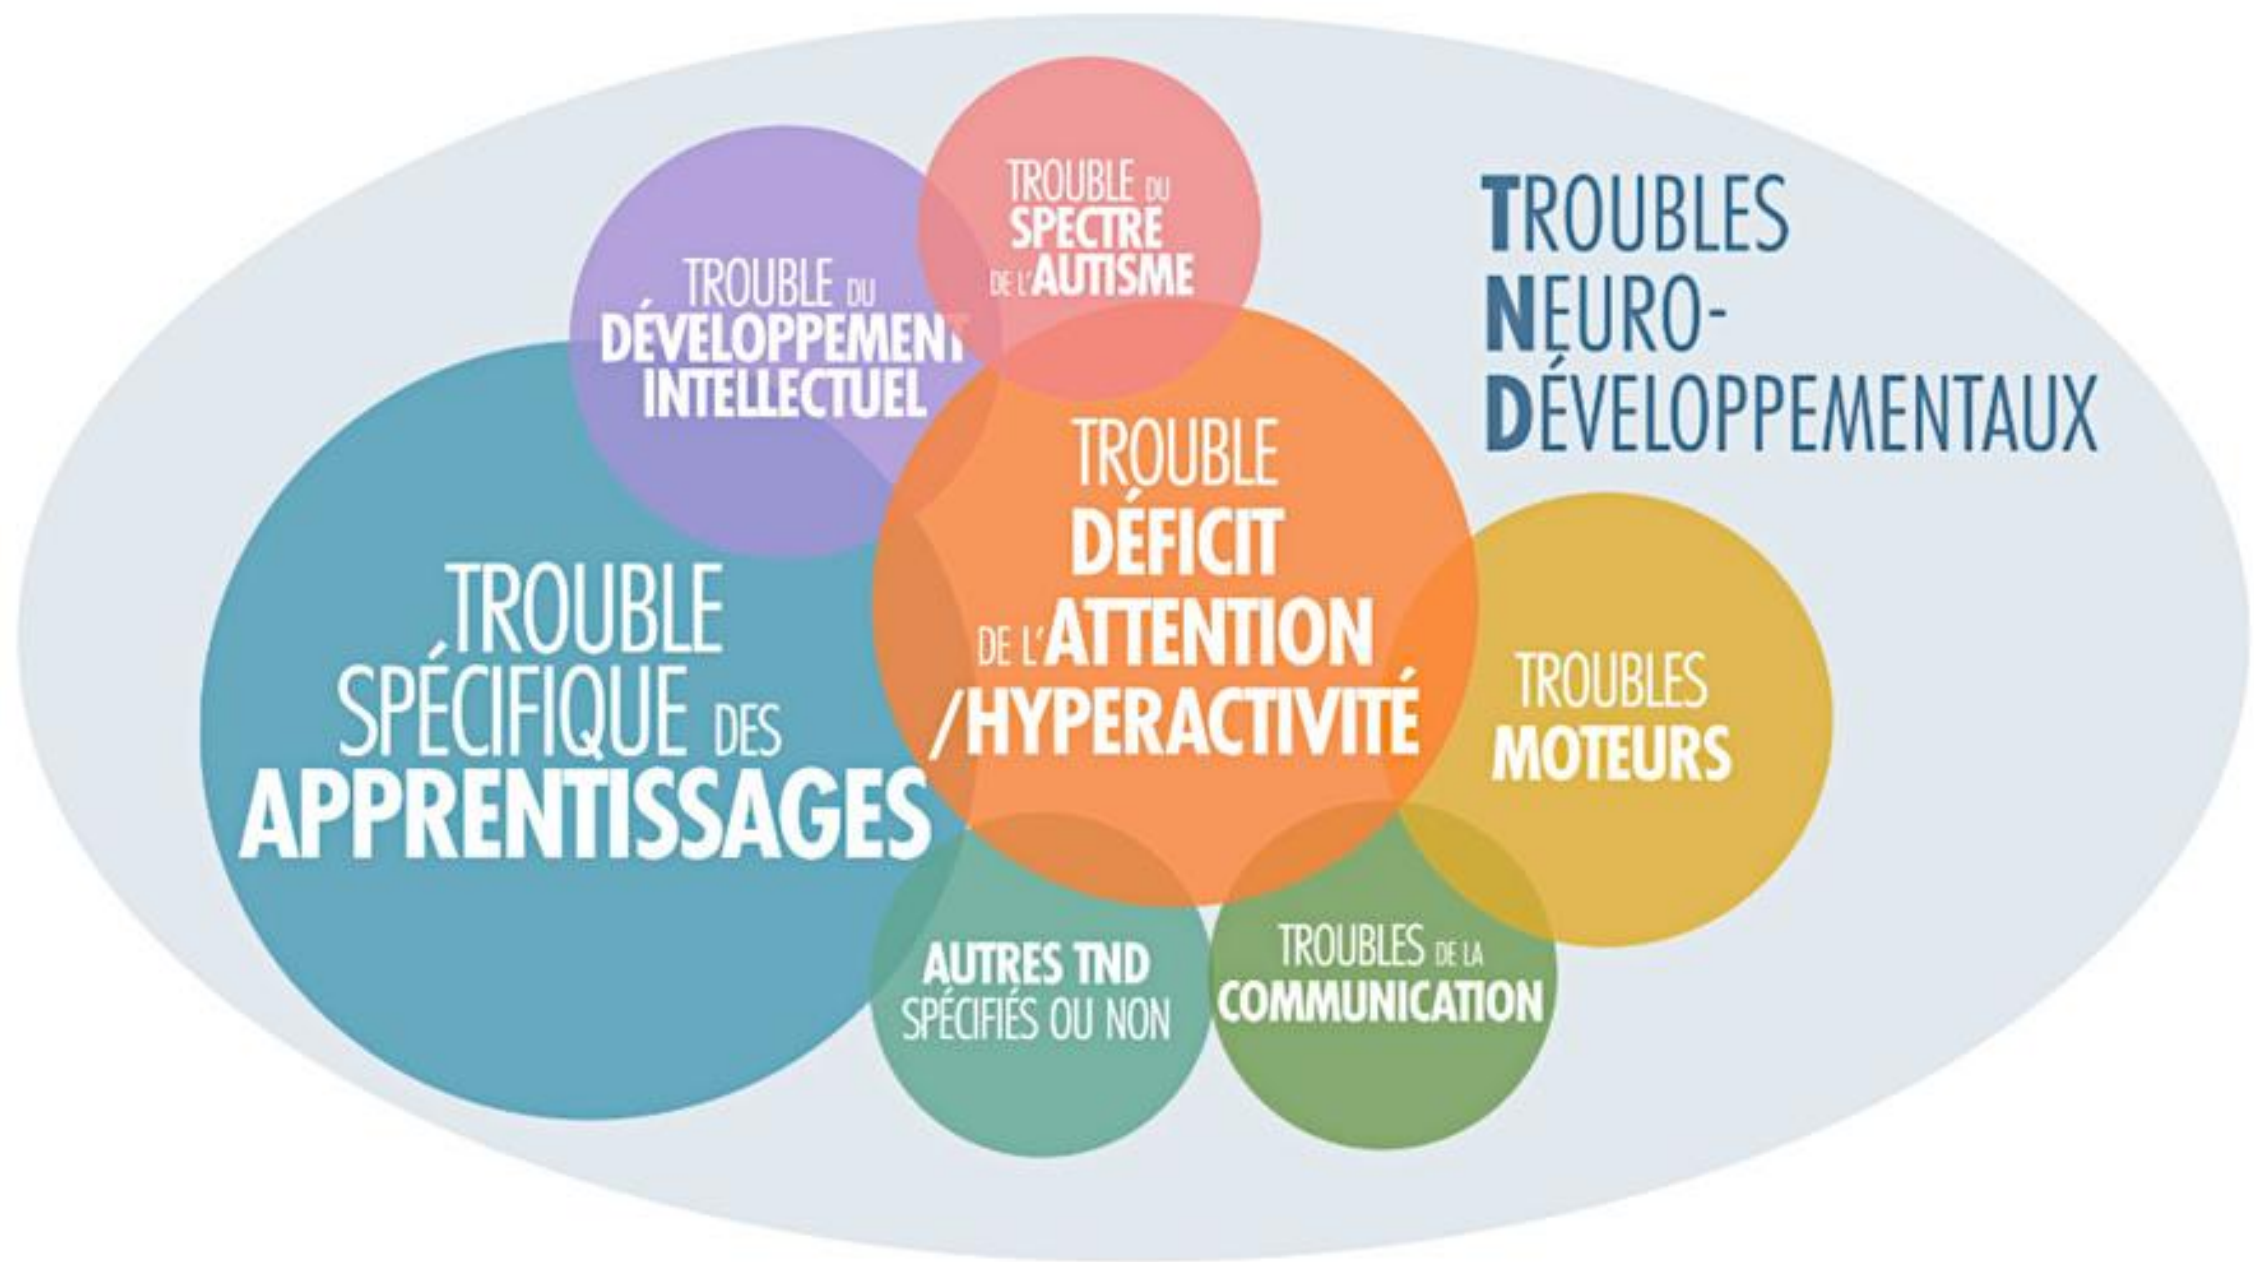 TROUBLE DU
SPECTRE
DE L'AUTISME
TROUBLE DU
DÉVELOPPEMENT
INTELLECTUEL
TROUBLES
NEURO-
DÉVELOPPEMENTAUX
TROUBLE
DÉFICIT
DE L'ATTENTION
/HYPERACTIVITÉ
TROUBLE
SPÉCIFIQUE DES
APPRENTISSAGES
TROUBLES
MOTEURS
AUTRES TND
SPÉCIFIÉS OU NON
TROUBLES DE LA
COMMUNICATION